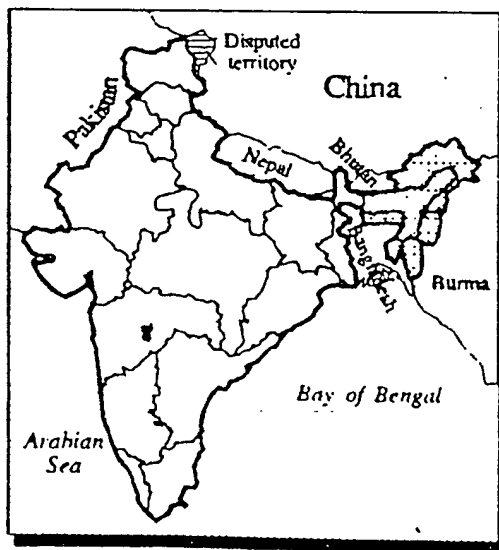 Disputed
territory
China
Pakistan
Nepal
Bhutan
Bangladesh
Burma
Bay of Bengal
Arabian
Sea